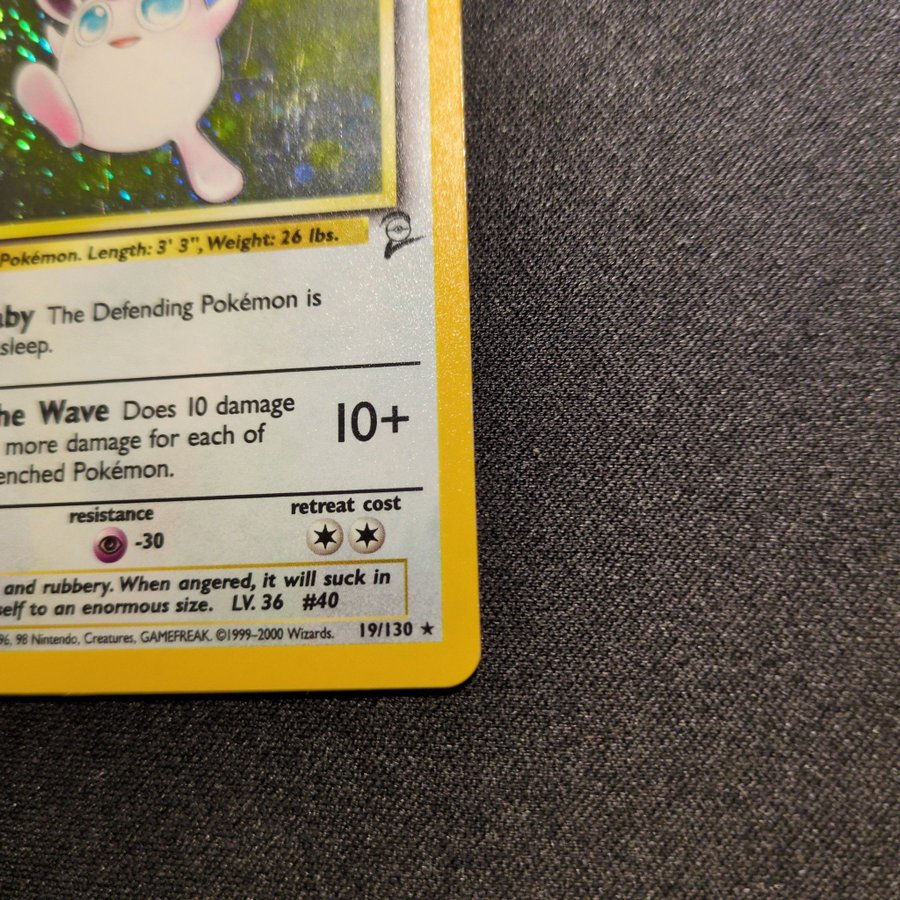 Pokémon. Length: 3' 3", Weight: 26 lbs.
aby The Defending Pokémon is
sleep.
he Wave Does 10 damage
more damage for each of
enched Pokémon.
10+
resistance
-30
retreat cost
and rubbery. When angered, it will suck in
self to an enormous size. LV. 36 #40
96, 98 Nintendo, Creatures, GAMEFREAK. ©1999-2000 Wizards. 19/130 ★